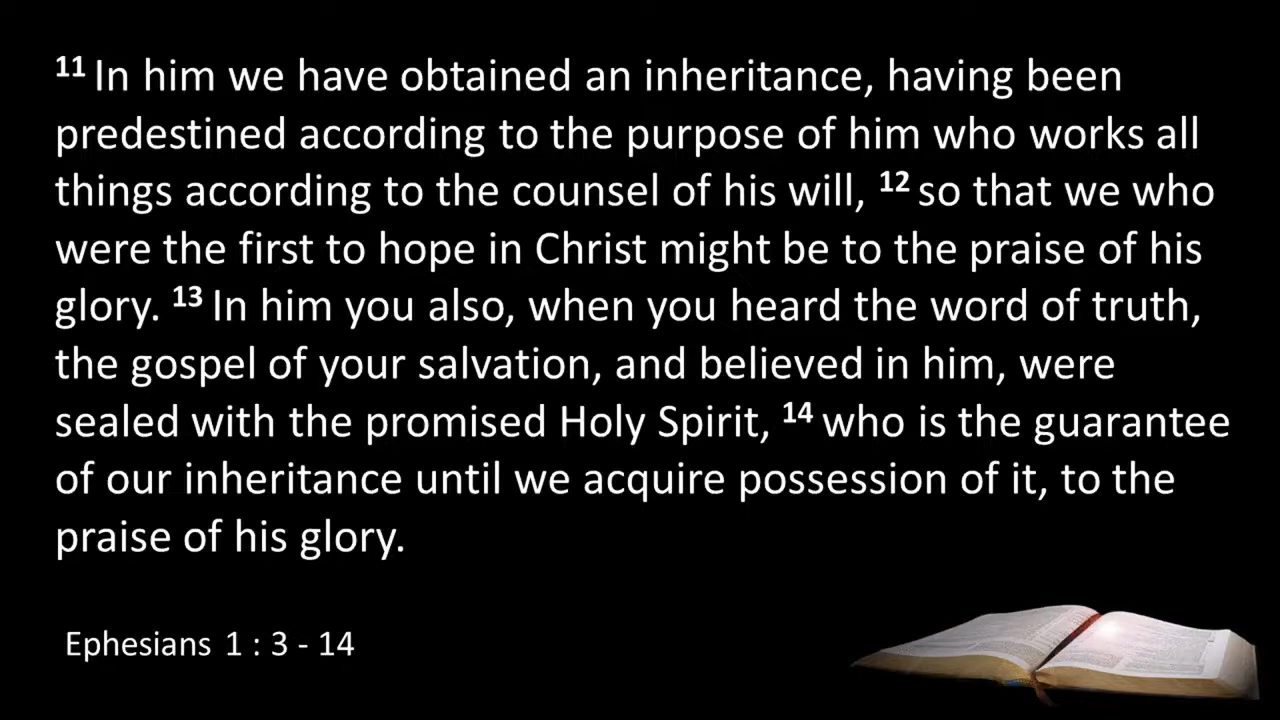 11 In him we have obtained an inheritance, having been
predestined according to the purpose of him who works all
things according to the counsel of his will, 12 so that we who
were the first to hope in Christ might be to the praise of his
glory. 13 In him you also, when you heard the word of truth,
the gospel of your salvation, and believed in him, were
sealed with the promised Holy Spirit, 14 who is the guarantee
of our inheritance until we acquire possession of it, to the
praise of his glory.
Ephesians 1 : 3 - 14